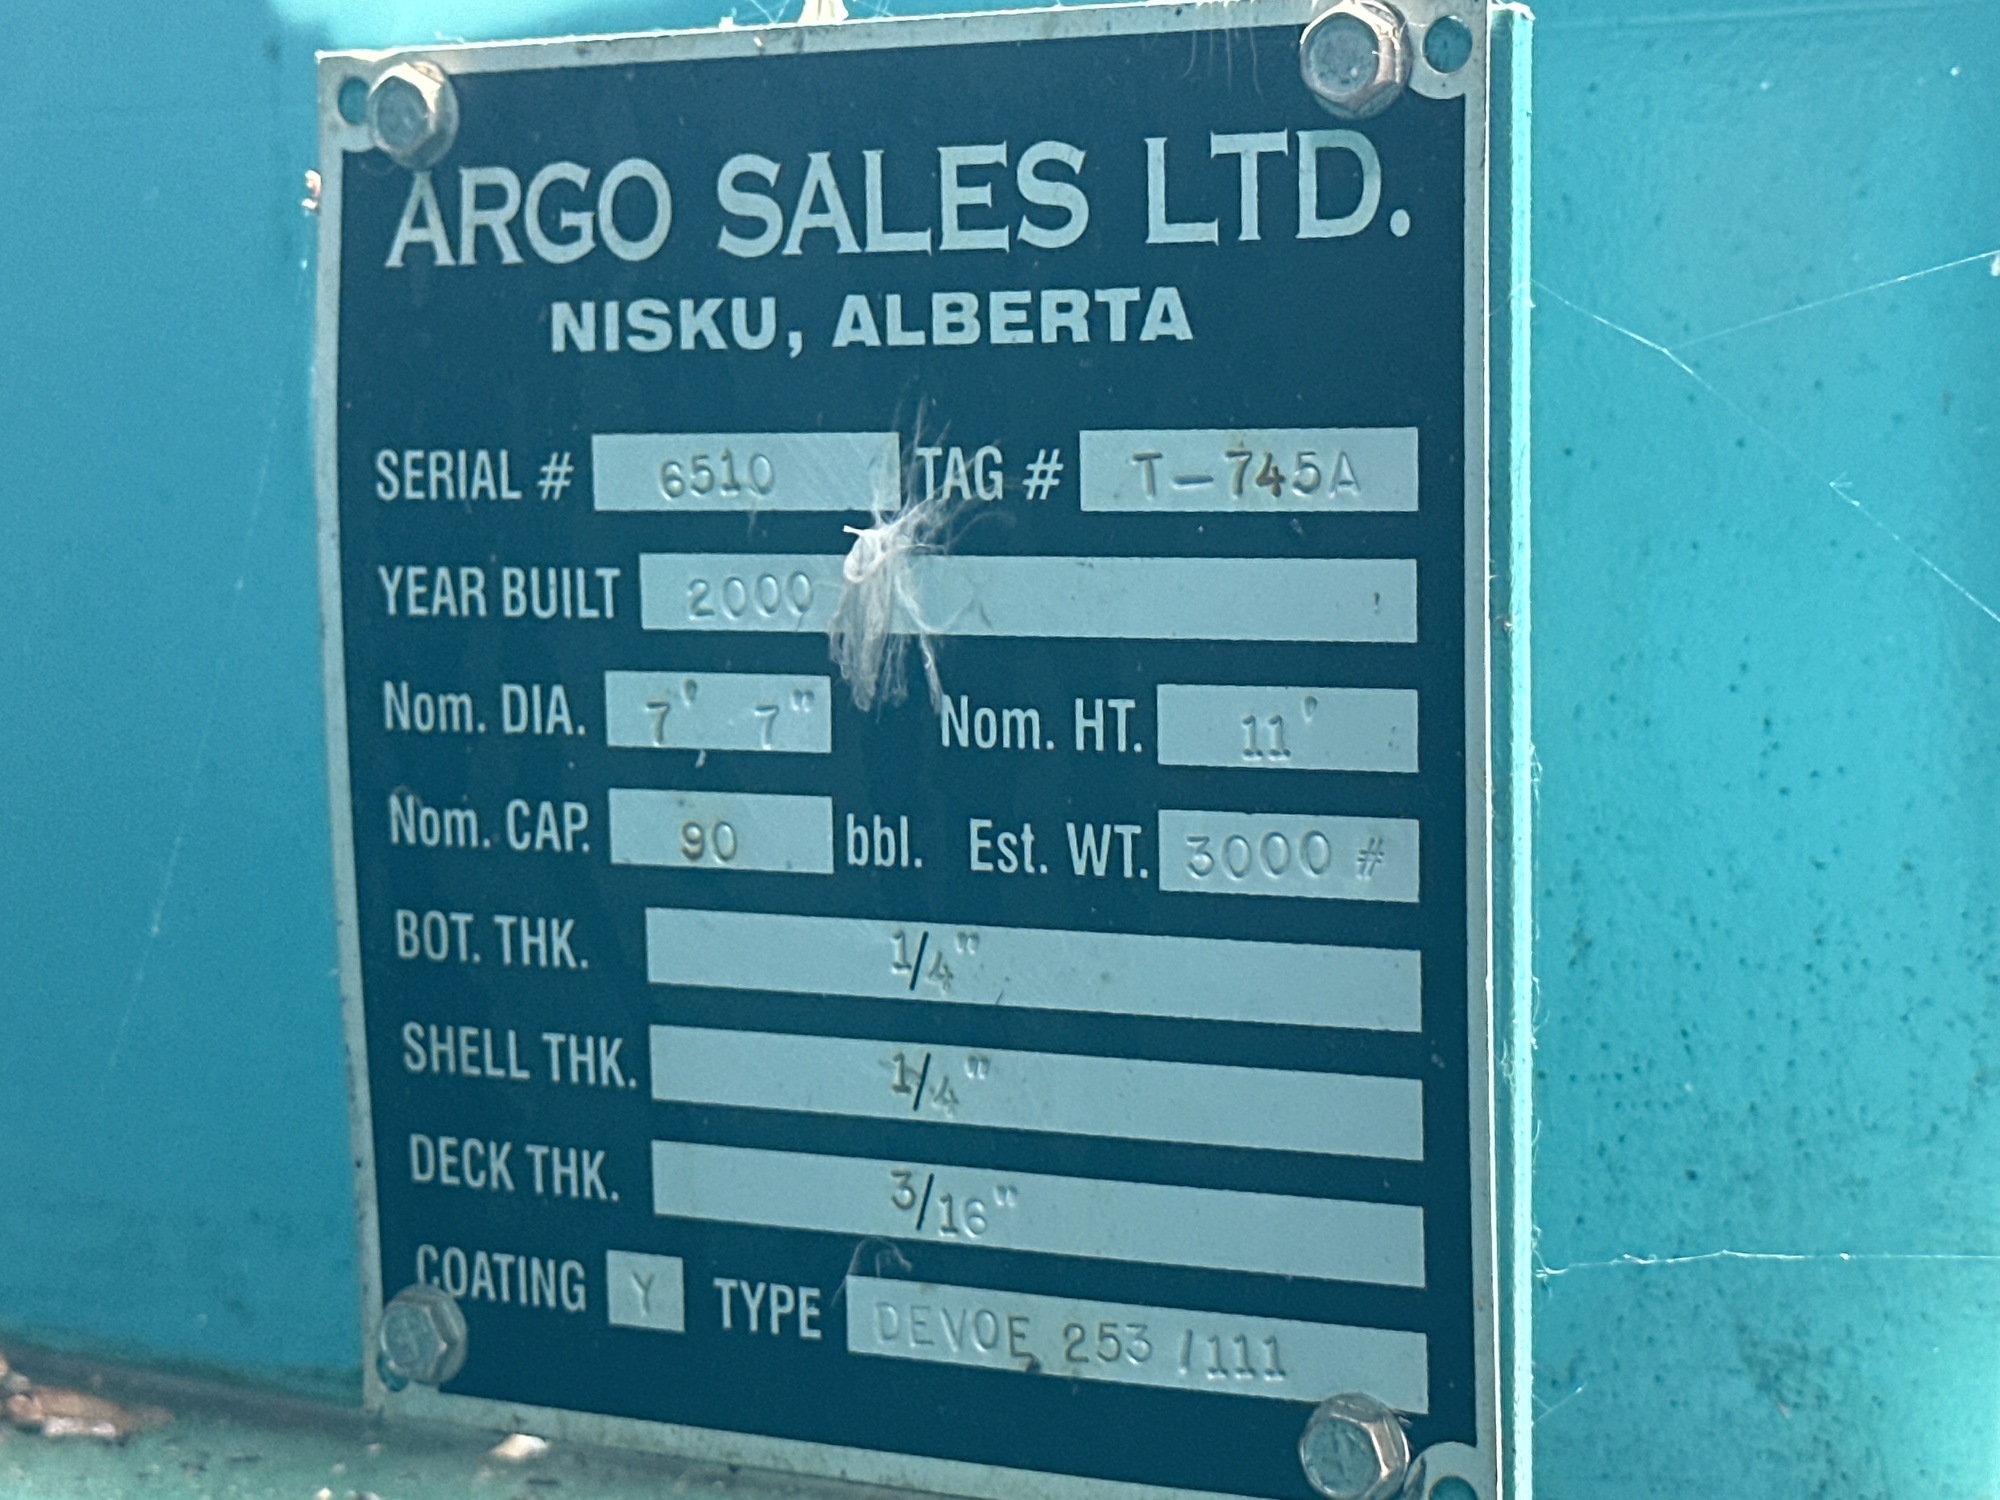 ARGO SALES LTD.
NISKU, ALBERTA
SERIAL # 6510 TAG # T-745A
YEAR BUILT 2000
Nom. DIA. 7' 7" Nom. HT. 11'
Nom. CAP. 90 bbl. Est. WT. 3000 #
BOT. THK. 1/4"
SHELL THK. 1/4"
DECK THK. 3/16"
COATING Y TYPE DEVOE 253 /111